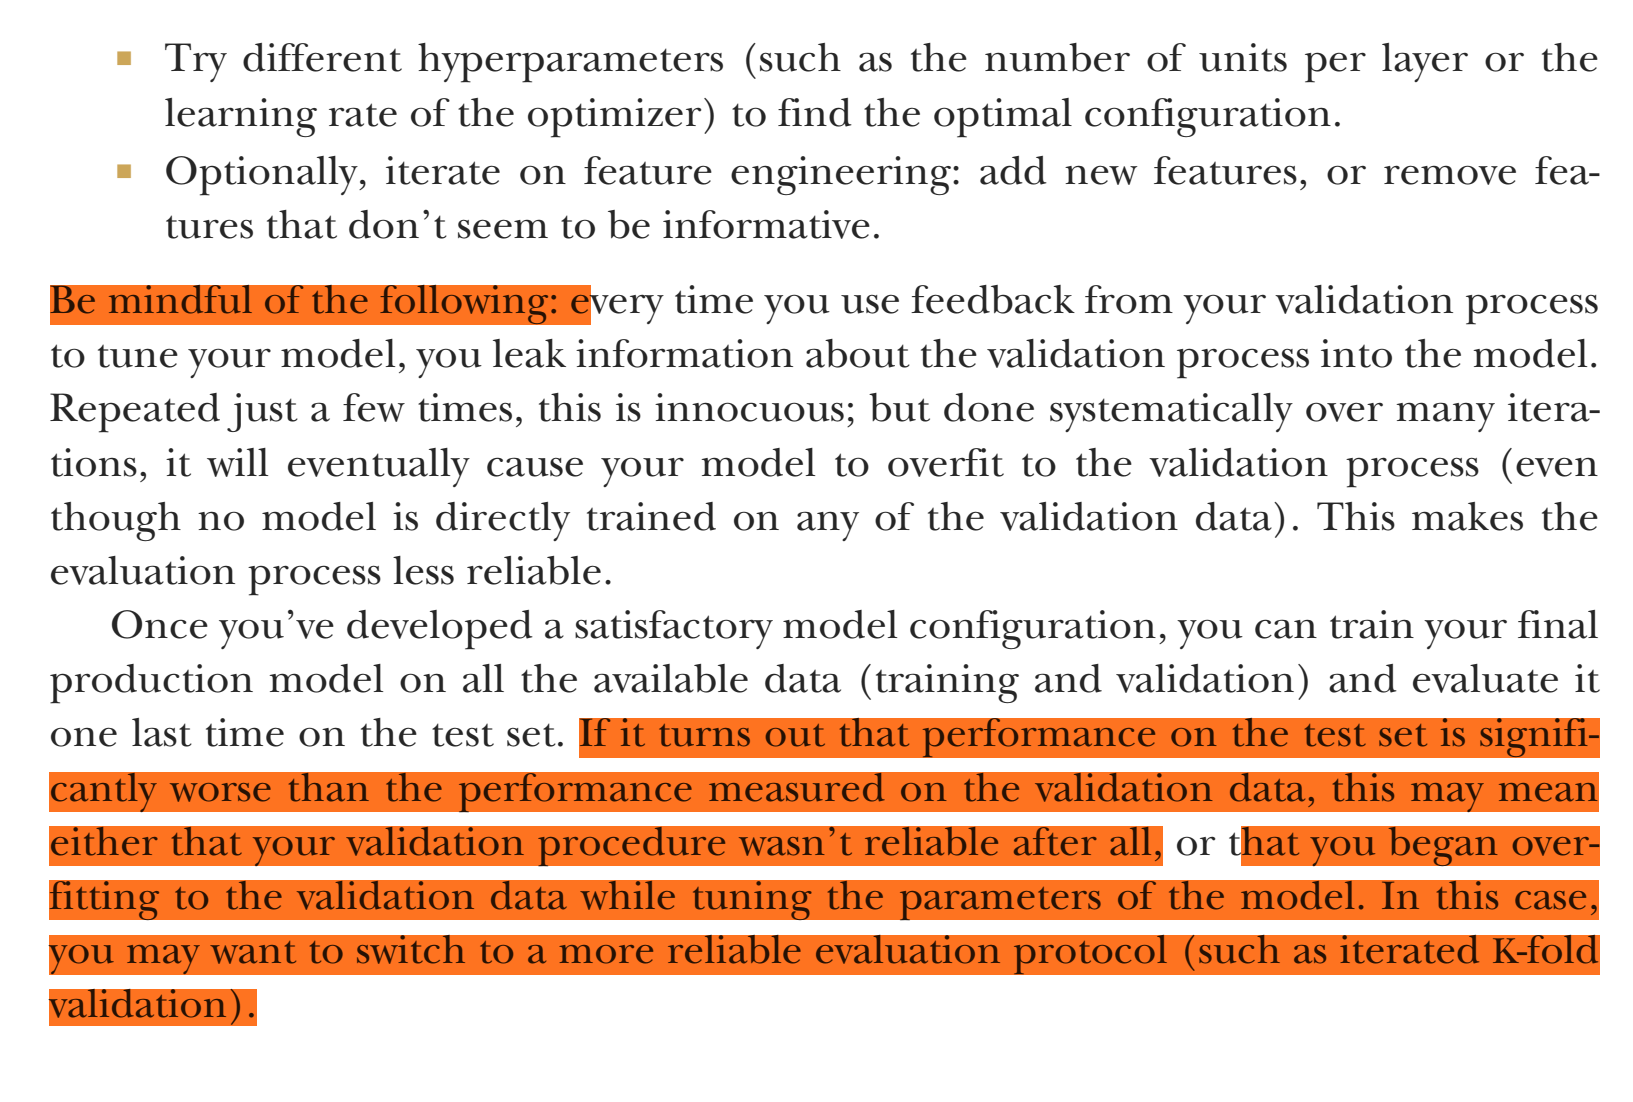 ▪ Try different hyperparameters (such as the number of units per layer or the
learning rate of the optimizer) to find the optimal configuration.
▪ Optionally, iterate on feature engineering: add new features, or remove fea-
tures that don’t seem to be informative.
Be mindful of the following: every time you use feedback from your validation process
to tune your model, you leak information about the validation process into the model.
Repeated just a few times, this is innocuous; but done systematically over many itera-
tions, it will eventually cause your model to overfit to the validation process (even
though no model is directly trained on any of the validation data). This makes the
evaluation process less reliable.
Once you’ve developed a satisfactory model configuration, you can train your final
production model on all the available data (training and validation) and evaluate it
one last time on the test set. If it turns out that performance on the test set is signifi-
cantly worse than the performance measured on the validation data, this may mean
either that your validation procedure wasn’t reliable after all, or that you began over-
fitting to the validation data while tuning the parameters of the model. In this case,
you may want to switch to a more reliable evaluation protocol (such as iterated K-fold
validation).